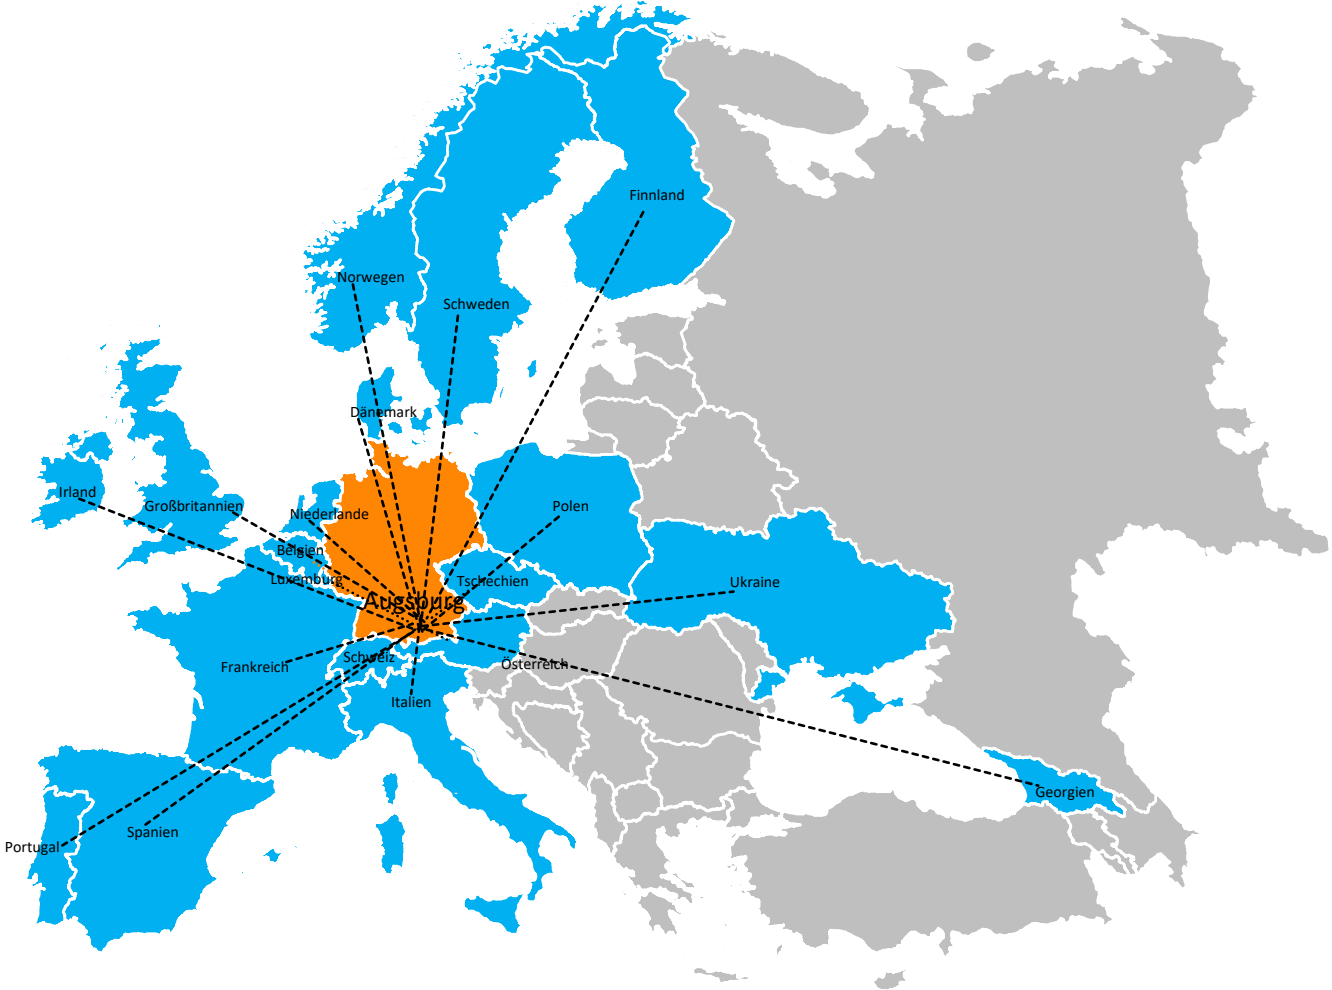 Finnland
Norwegen
Schweden
Dänemark
Irland
Großbritannien
Niederlande
Polen
Belgien
Luxemburg
Tschechien
Ukraine
Augsburg
Frankreich
Schweiz
Österreich
Italien
Georgien
Spanien
Portugal